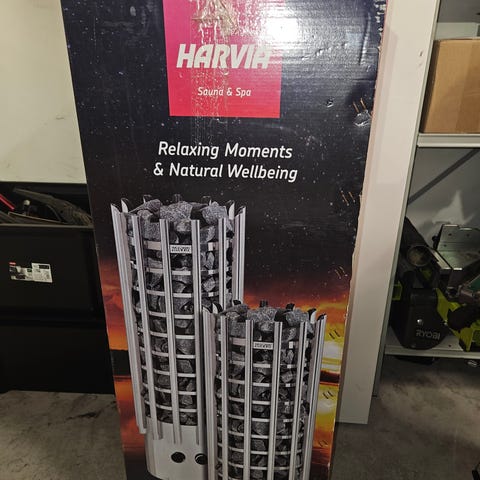 HARVIA
Sauna & Spa
Relaxing Moments
& Natural Wellbeing
HARVIA
HARVIA
RYOBI